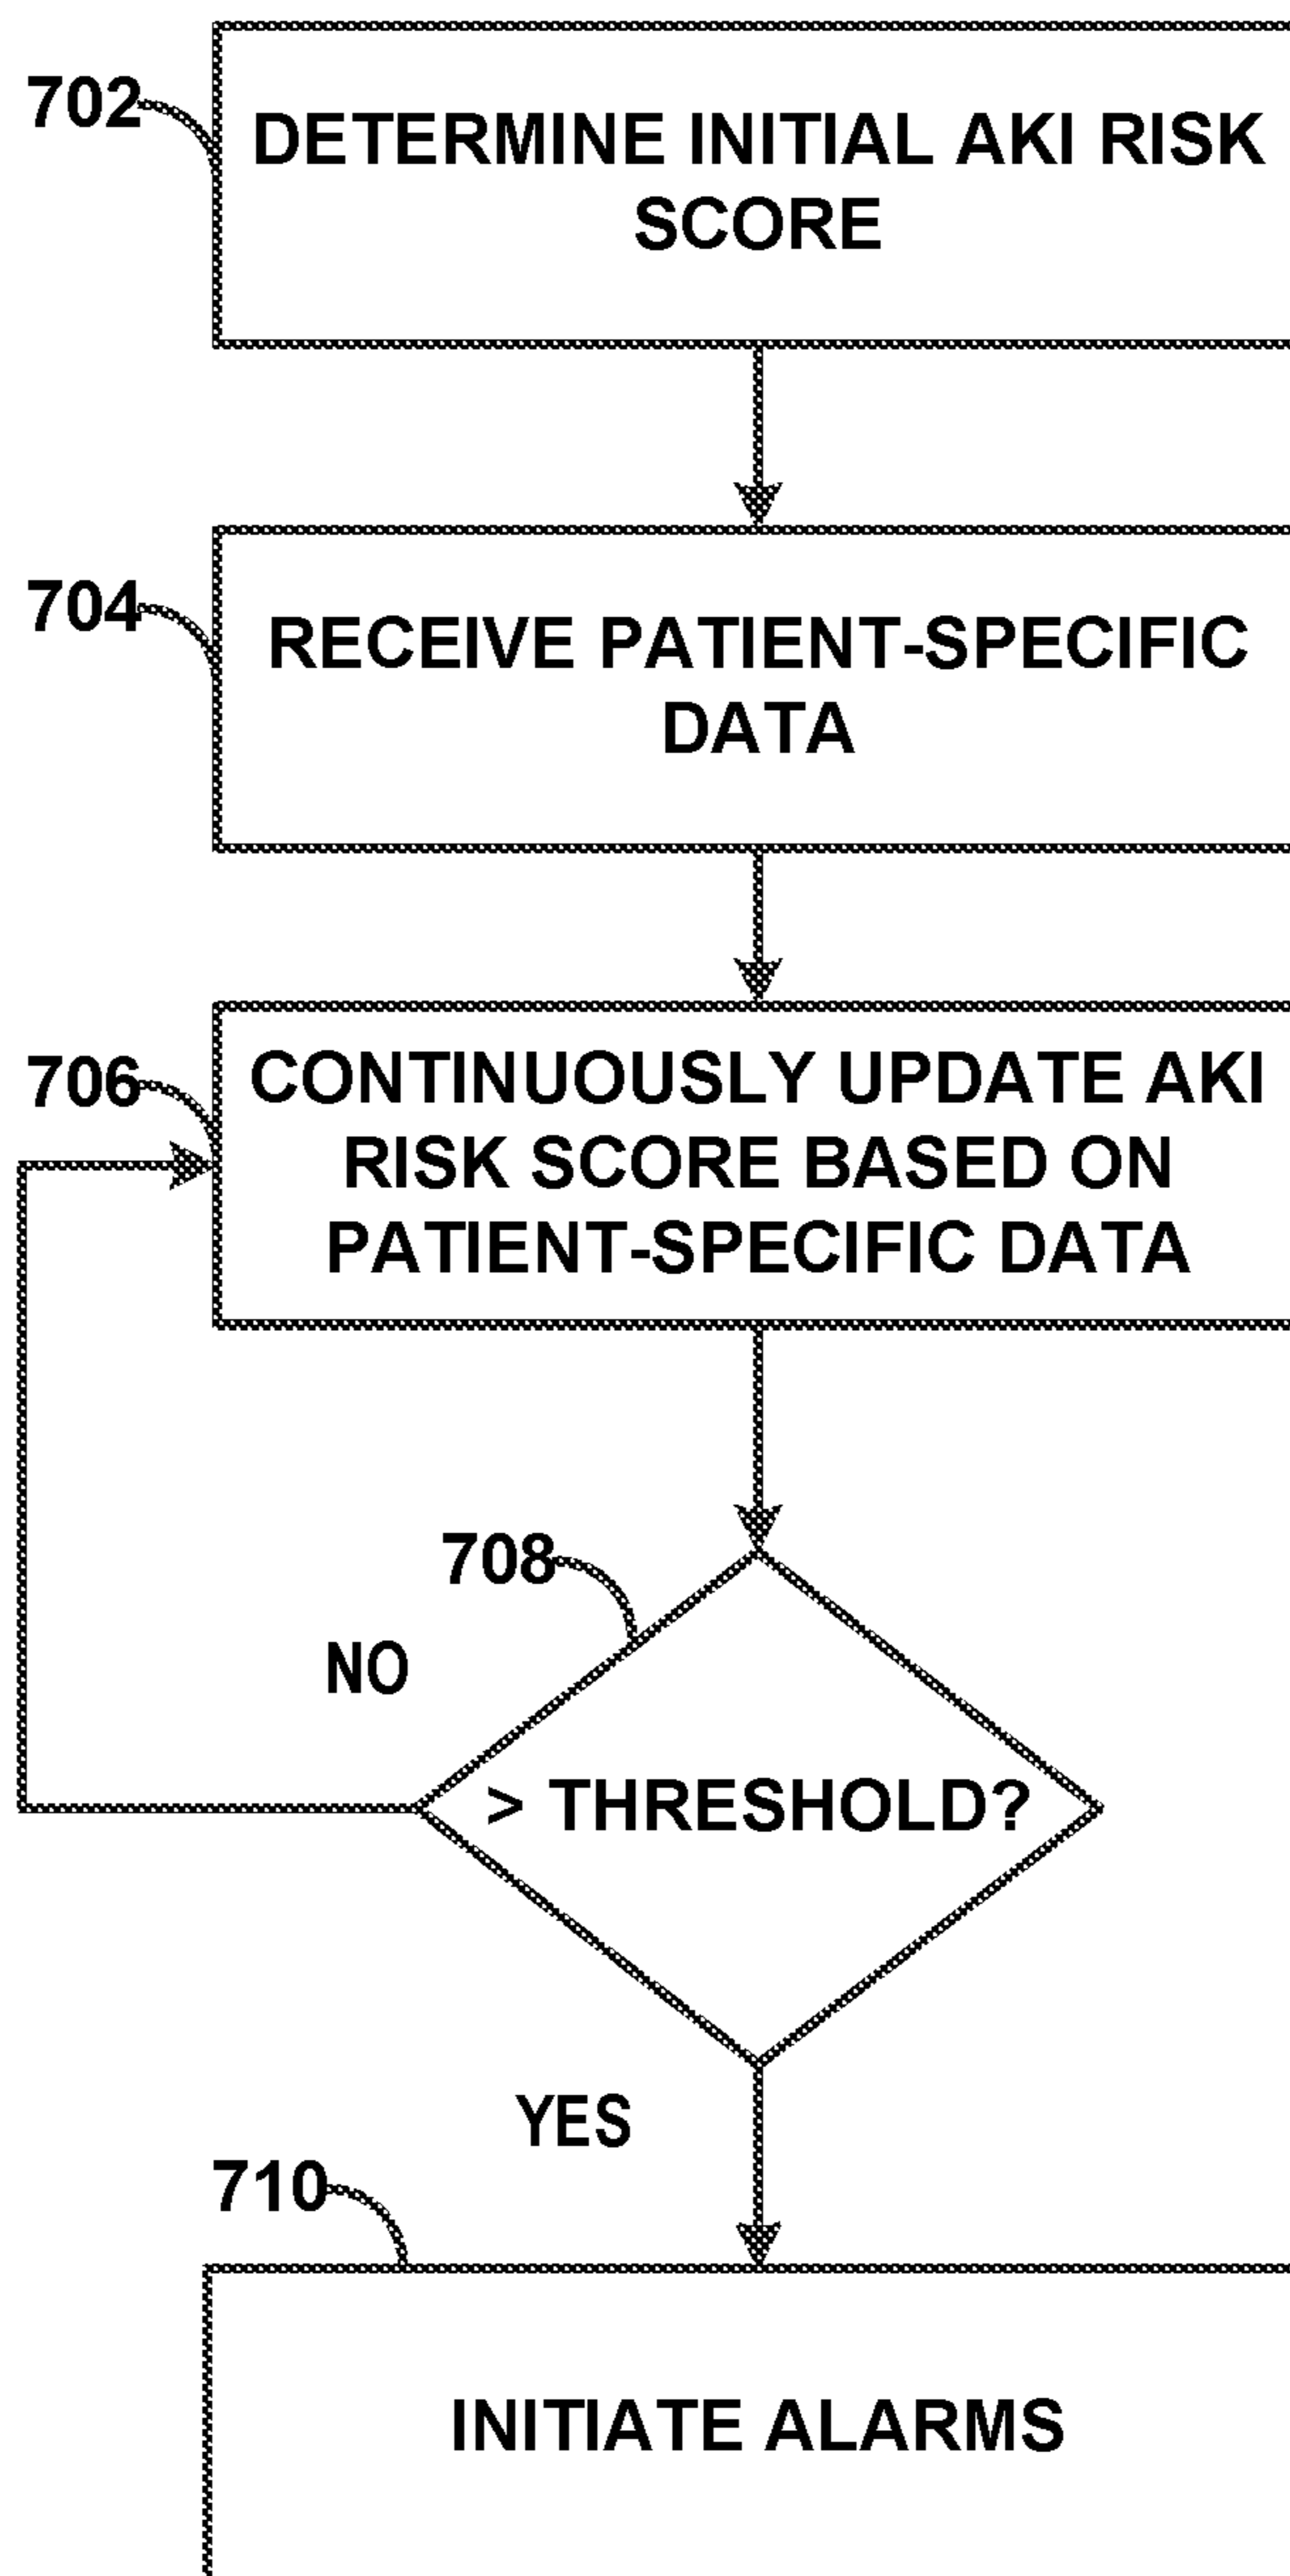 702
DETERMINE INITIAL AKI RISK
SCORE
704
RECEIVE PATIENT-SPECIFIC
DATA
706
CONTINUOUSLY UPDATE AKI
RISK SCORE BASED ON
PATIENT-SPECIFIC DATA
708
NO
> THRESHOLD?
YES
710
INITIATE ALARMS